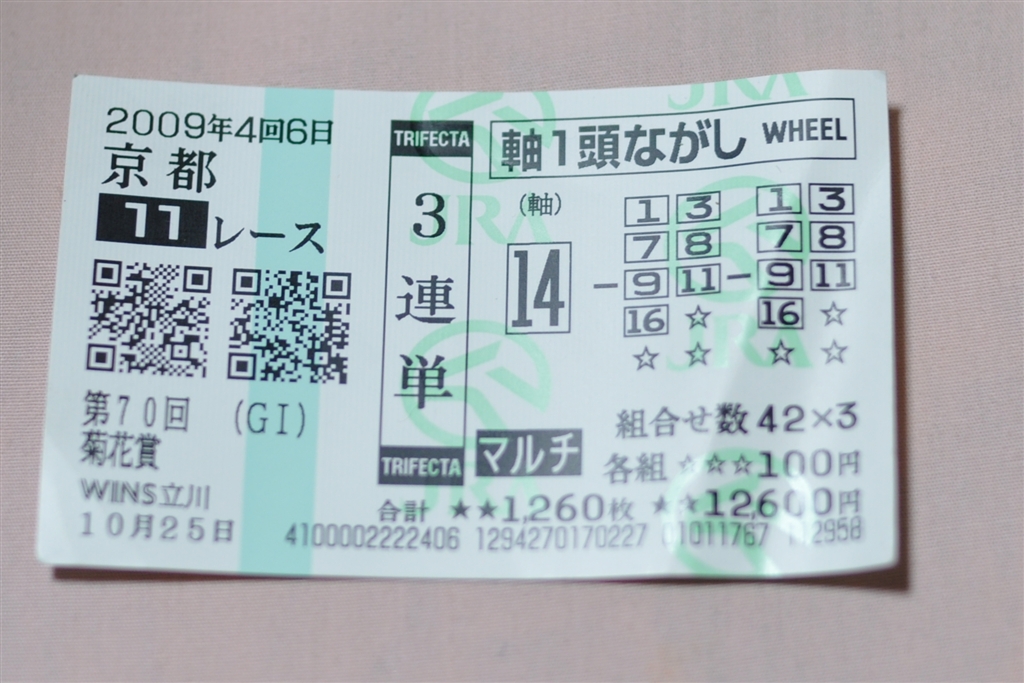 2009年4回6日
京都
11レース
第70回 (GI)
菊花賞
WINS立川
10月25日
TRIFECTA
3連単
TRIFECTA
軸1頭ながし WHEEL
(軸)
14
1 3 1 3
7 8 7 8
－ 9 11 － 9 11
16 ☆ 16 ☆
☆ ☆ ☆ ☆
マルチ
組合せ数 42×3
各組 ☆☆☆100円
合計 ★★1,260枚 ★☆12,600円
4100002222406 1294270170227 01011767 112958
JRA
JRA
JRA